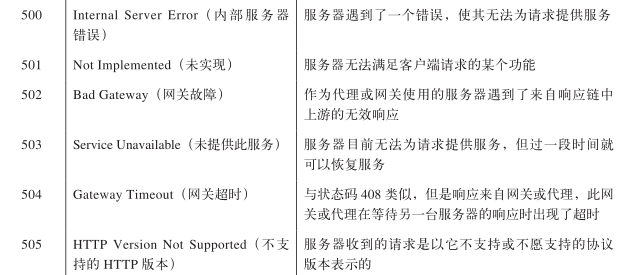 500 Internal Server Error（内部服务器 服务器遇到了一个错误，使其无法为请求提供服务
错误）
501 Not Implemented（未实现） 服务器无法满足客户端请求的某个功能
502 Bad Gateway（网关故障） 作为代理或网关使用的服务器遇到了来自响应链中
上游的无效响应
503 Service Unavailable（未提供此服务） 服务器目前无法为请求提供服务，但过一段时间就
可以恢复服务
504 Gateway Timeout（网关超时） 与状态码 408 类似，但是响应来自网关或代理，此网
关或代理在等待另一台服务器的响应时出现了超时
505 HTTP Version Not Supported（不支 服务器收到的请求是以它不支持或不愿支持的协议
持的 HTTP 版本） 版本表示的